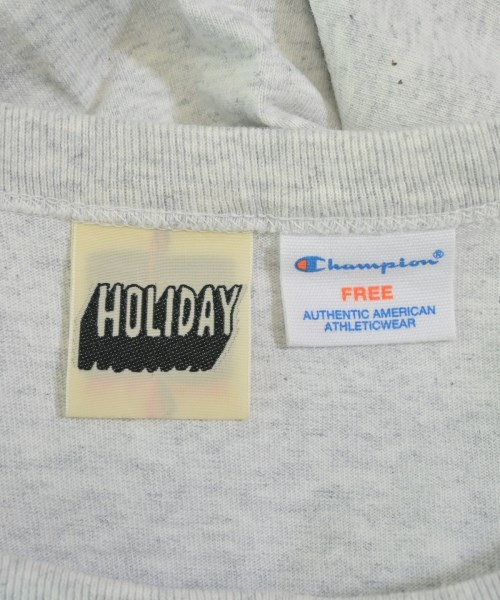 HOLIDAY
Champion®
FREE
AUTHENTIC AMERICAN
ATHLETICWEAR